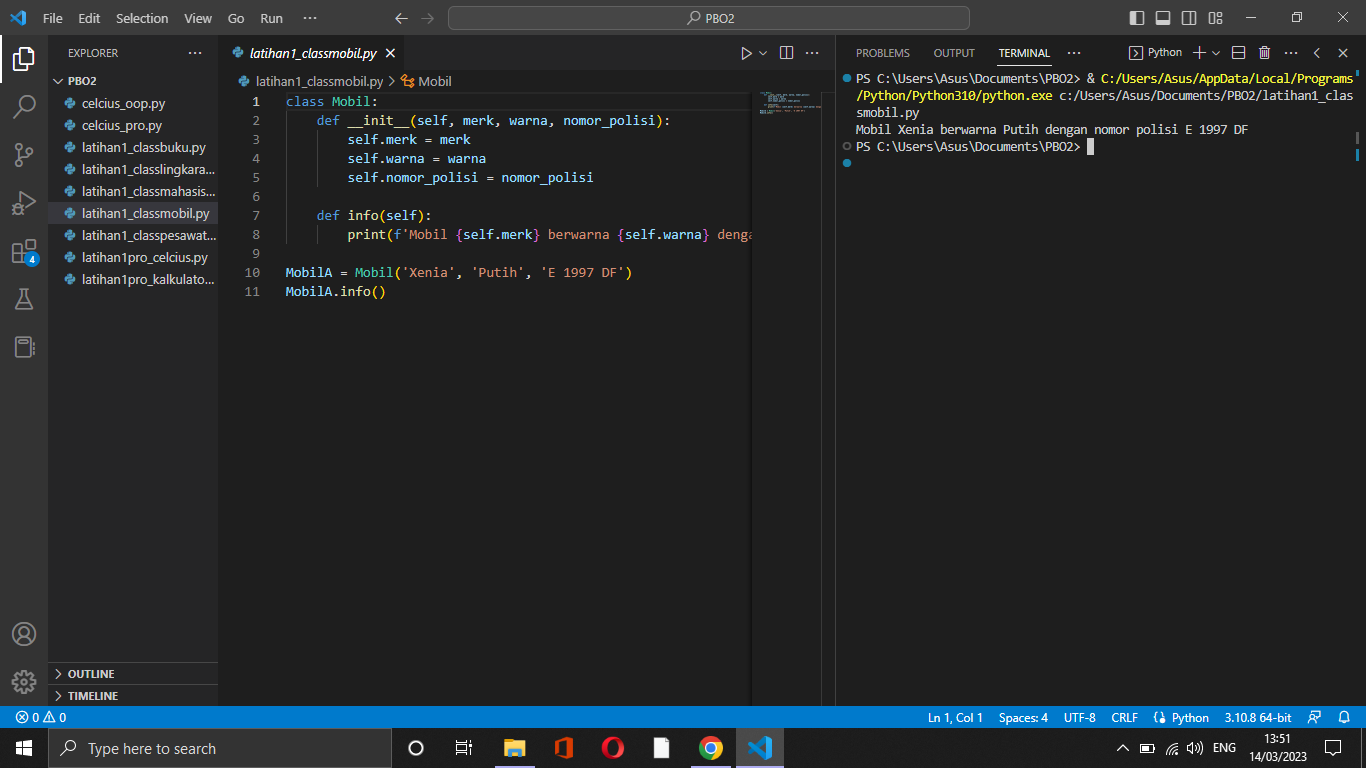 File Edit Selection View Go Run ···
PBO2
EXPLORER ···
PBO2
celcius_oop.py
celcius_pro.py
latihan1_classbuku.py
latihan1_classlingkara...
latihan1_classmahasis...
latihan1_classmobil.py
latihan1_classpesawat...
latihan1pro_celcius.py
latihan1pro_kalkulato...
4
OUTLINE
TIMELINE
latihan1_classmobil.py
latihan1_classmobil.py > Mobil
1 class Mobil:
2 def __init__(self, merk, warna, nomor_polisi):
3 self.merk = merk
4 self.warna = warna
5 self.nomor_polisi = nomor_polisi
6
7 def info(self):
8 print(f'Mobil {self.merk} berwarna {self.warna} denga
9
10 MobilA = Mobil('Xenia', 'Putih', 'E 1997 DF')
11 MobilA.info()
PROBLEMS OUTPUT TERMINAL ··· Python
PS C:\Users\Asus\Documents\PBO2> & C:/Users/Asus/AppData/Local/Programs
/Python/Python310/python.exe c:/Users/Asus/Documents/PBO2/latihan1_clas
smobil.py
Mobil Xenia berwarna Putih dengan nomor polisi E 1997 DF
PS C:\Users\Asus\Documents\PBO2>
0 0 Ln 1, Col 1 Spaces: 4 UTF-8 CRLF Python 3.10.8 64-bit
Type here to search
ENG
13:51
14/03/2023